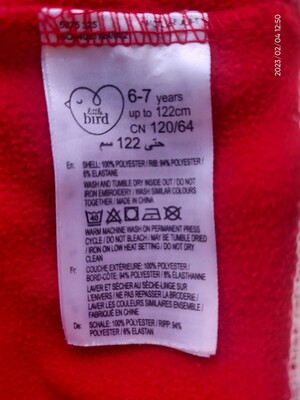 2023/02/04 12:50
little
bird
6-7 years
up to 122cm
CN 120/64
حتى 122 سم
En: SHELL: 100% POLYESTER / RIB: 94% POLYESTER /
6% ELASTANE
WASH AND TUMBLE DRY INSIDE OUT / DO NOT
IRON EMBROIDERY / WASH SIMILAR COLOURS
TOGETHER / MADE IN CHINA
40
WARM MACHINE WASH ON PERMANENT PRESS
CYCLE / DO NOT BLEACH / MAY BE TUMBLE DRIED
/ IRON ON LOW HEAT SETTING / DO NOT DRY
CLEAN
Fr: COUCHE EXTÉRIEURE: 100% POLYESTER /
BORD-CÔTE: 94% POLYESTER / 6% ÉLASTHANNE
LAVER ET SÉCHER AU SÈCHE-LINGE SUR
L'ENVERS / NE PAS REPASSER LA BRODERIE /
LAVER LES COULEURS SIMILAIRES ENSEMBLE /
FABRIQUÉ EN CHINE
De: SCHALE: 100% POLYESTER / RIPP: 94%
POLYESTER / 6% ELASTAN